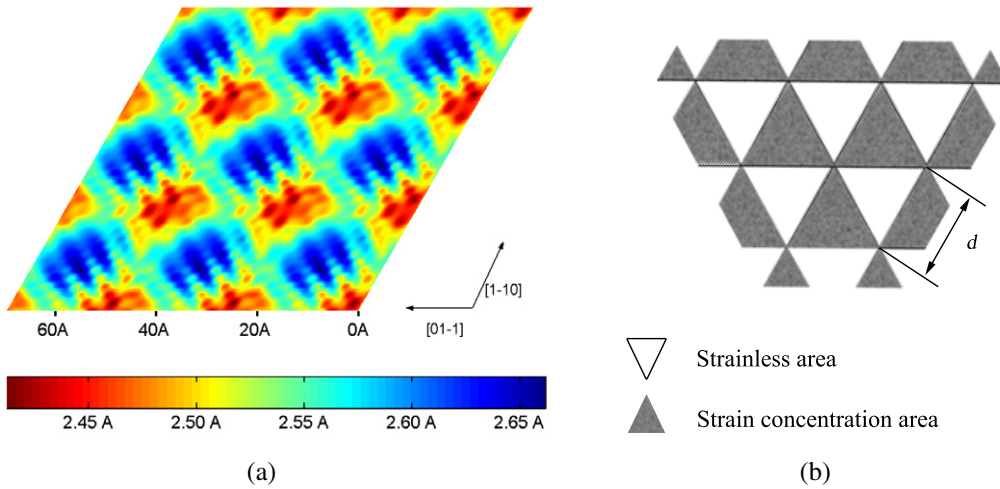 [1-10]
60A 40A 20A 0A [01-1]
2.45 A 2.50 A 2.55 A 2.60 A 2.65 A
(a)
d
Strainless area
Strain concentration area
(b)